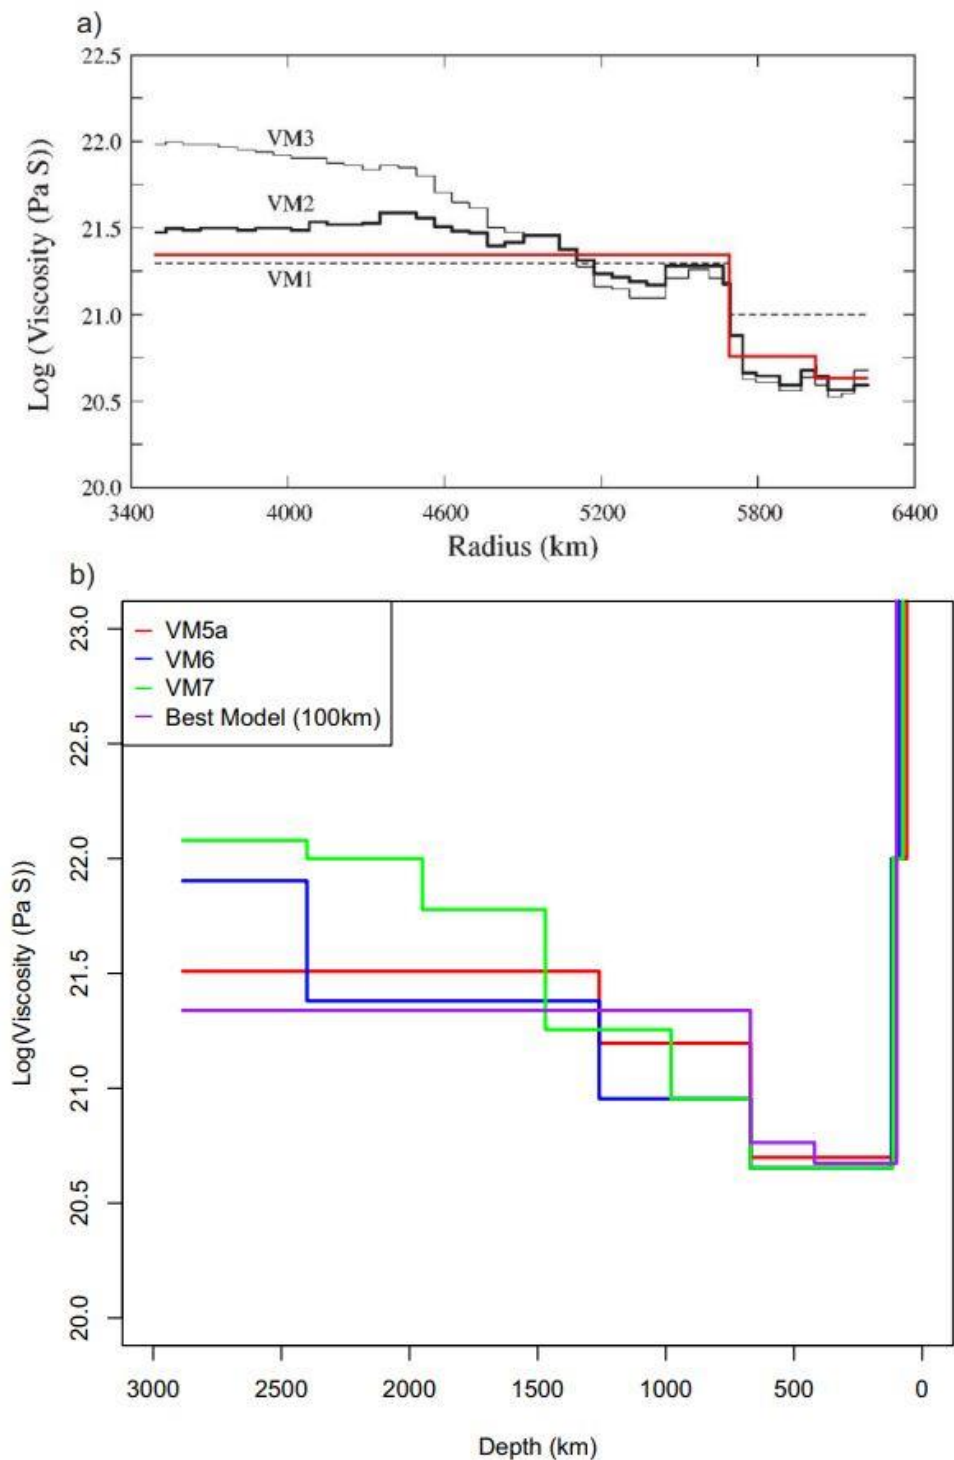 a)
22.5
22.0
21.5
21.0
20.5
20.0
Log (Viscosity (Pa S))
VM3
VM2
VM1
3400 4000 4600 5200 5800 6400
Radius (km)
b)
VM5a
VM6
VM7
Best Model (100km)
23.0
22.5
22.0
21.5
21.0
20.5
20.0
Log(Viscosity (Pa S))
3000 2500 2000 1500 1000 500 0
Depth (km)